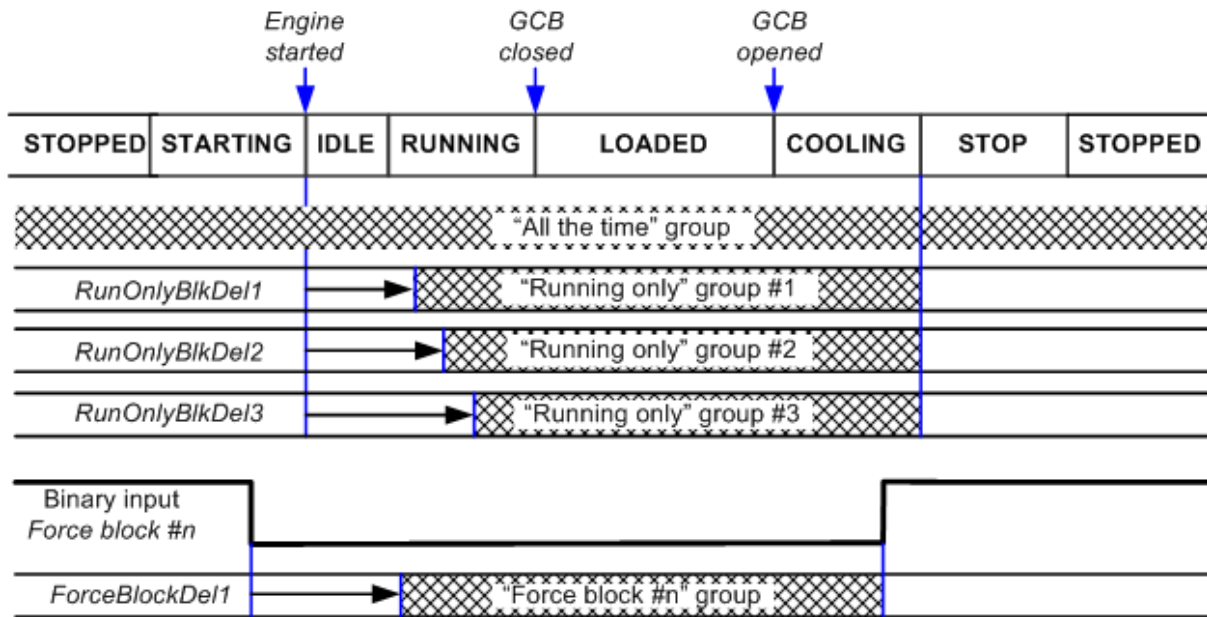 Engine started
GCB closed
GCB opened
STOPPED STARTING IDLE RUNNING LOADED COOLING STOP STOPPED
“All the time” group
RunOnlyBlkDel1 “Running only” group #1
RunOnlyBlkDel2 “Running only” group #2
RunOnlyBlkDel3 “Running only” group #3
Binary input
Force block #n
ForceBlockDel1 “Force block #n” group